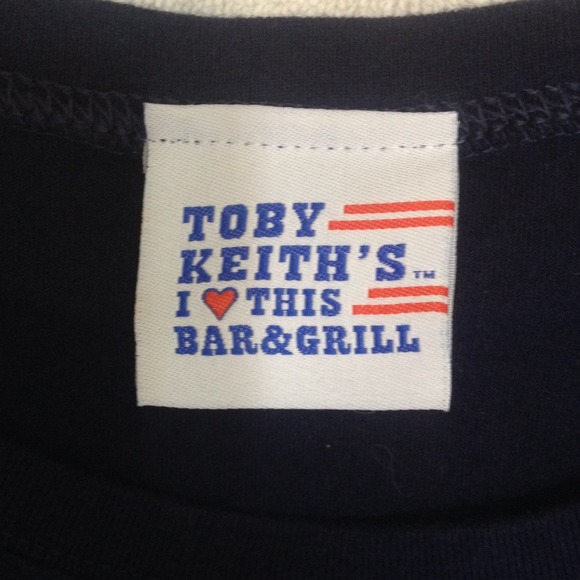 TOBY
KEITH'S™
I ♥ THIS
BAR&GRILL